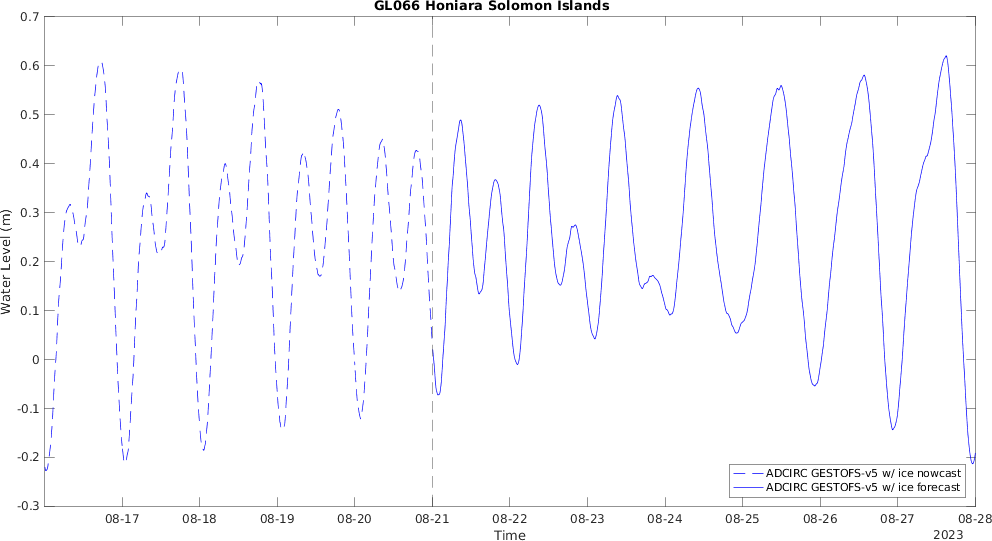 GL066 Honiara Solomon Islands
0.7
0.6
0.5
0.4
0.3
0.2
0.1
0
-0.1
-0.2
-0.3
Water Level (m)
ADCIRC GESTOFS-v5 w/ ice nowcast
ADCIRC GESTOFS-v5 w/ ice forecast
08-17 08-18 08-19 08-20 08-21 08-22 08-23 08-24 08-25 08-26 08-27 08-28
Time
2023